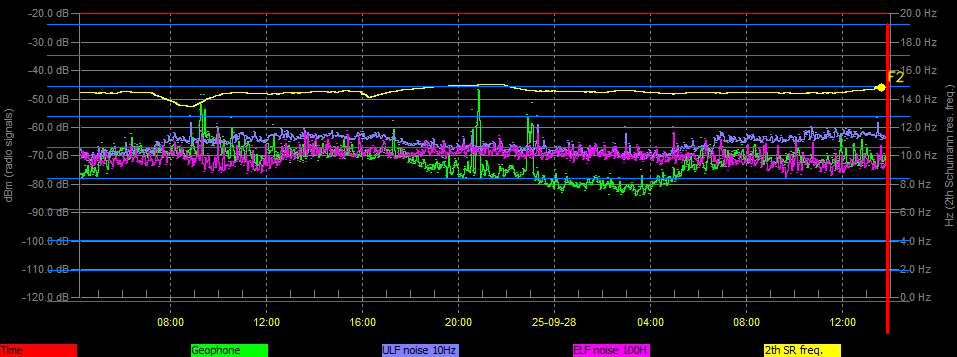 -20.0 dB 20.0 Hz
-30.0 dB 18.0 Hz
-40.0 dB 16.0 Hz
F2
-50.0 dB 14.0 Hz
-60.0 dB 12.0 Hz
-70.0 dB 10.0 Hz
-80.0 dB 8.0 Hz
-90.0 dB 6.0 Hz
-100.0 dB 4.0 Hz
-110.0 dB 2.0 Hz
-120.0 dB 0.0 Hz
dBm (radio signals)
Hz (2th Schumann res. freq.)
08:00 12:00 16:00 20:00 25-09-28 04:00 08:00 12:00
Time Geophone ULF noise 10Hz ELF noise 100H 2th SR freq.